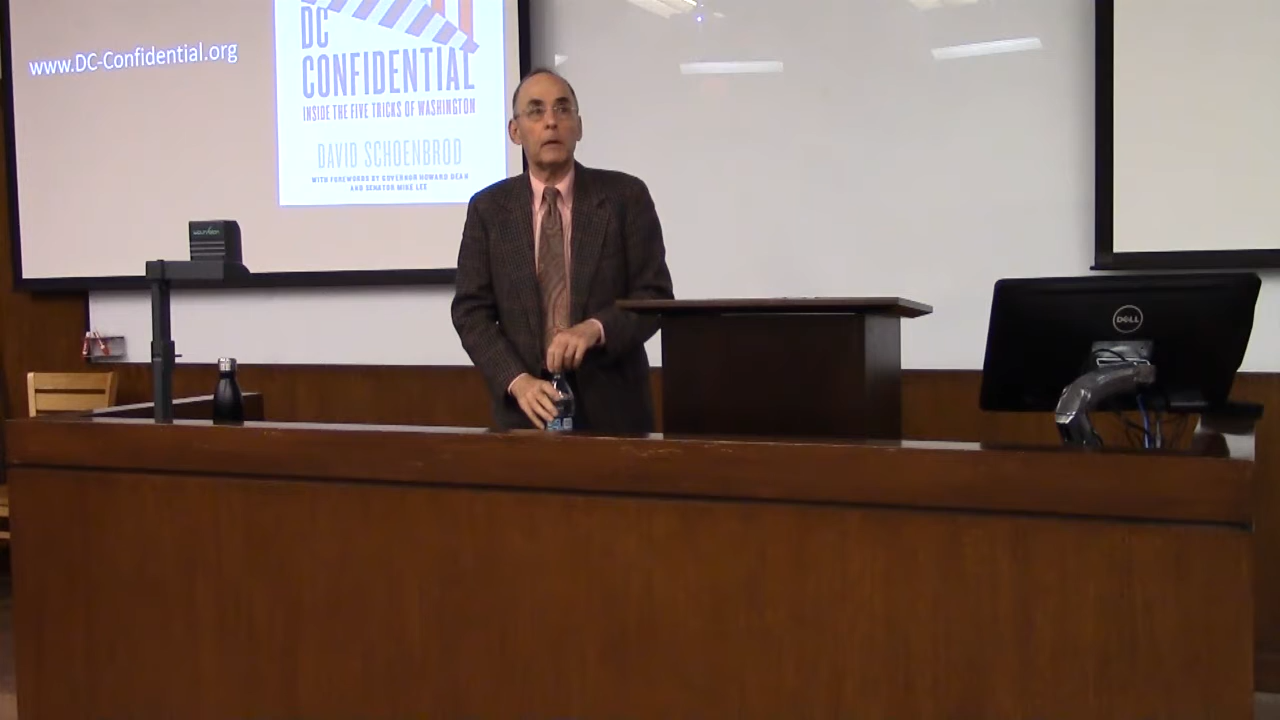 www.DC-Confidential.org
DC
CONFIDENTIAL
INSIDE THE FIVE TRICKS OF WASHINGTON
DAVID SCHOENBROD
WITH FOREWORDS BY GOVERNOR HOWARD DEAN
AND SENATOR MIKE LEE
WolfVision
DELL